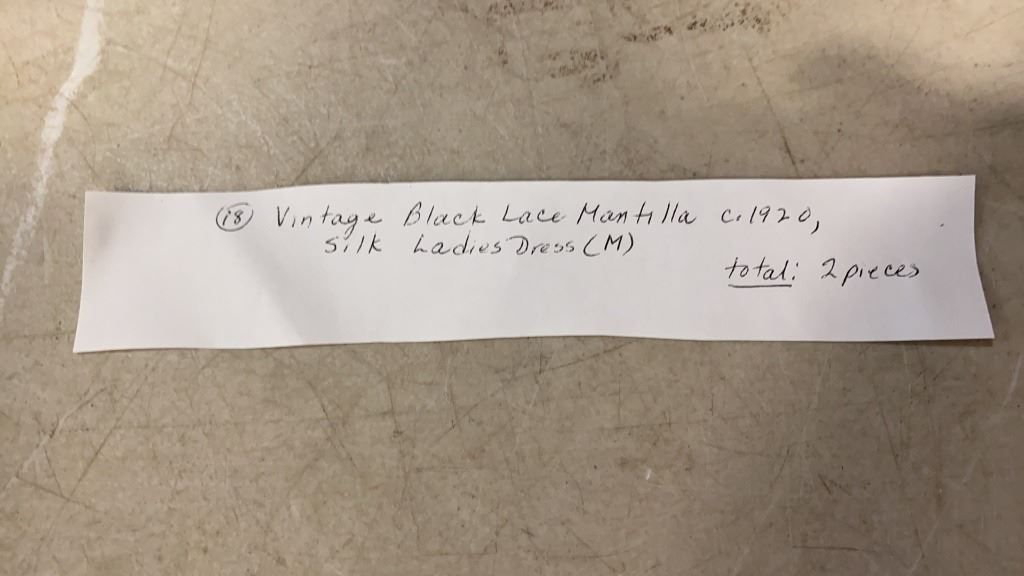 18 Vintage Black Lace Mantilla c.1920,
Silk Ladies Dress (M)
total: 2 pieces